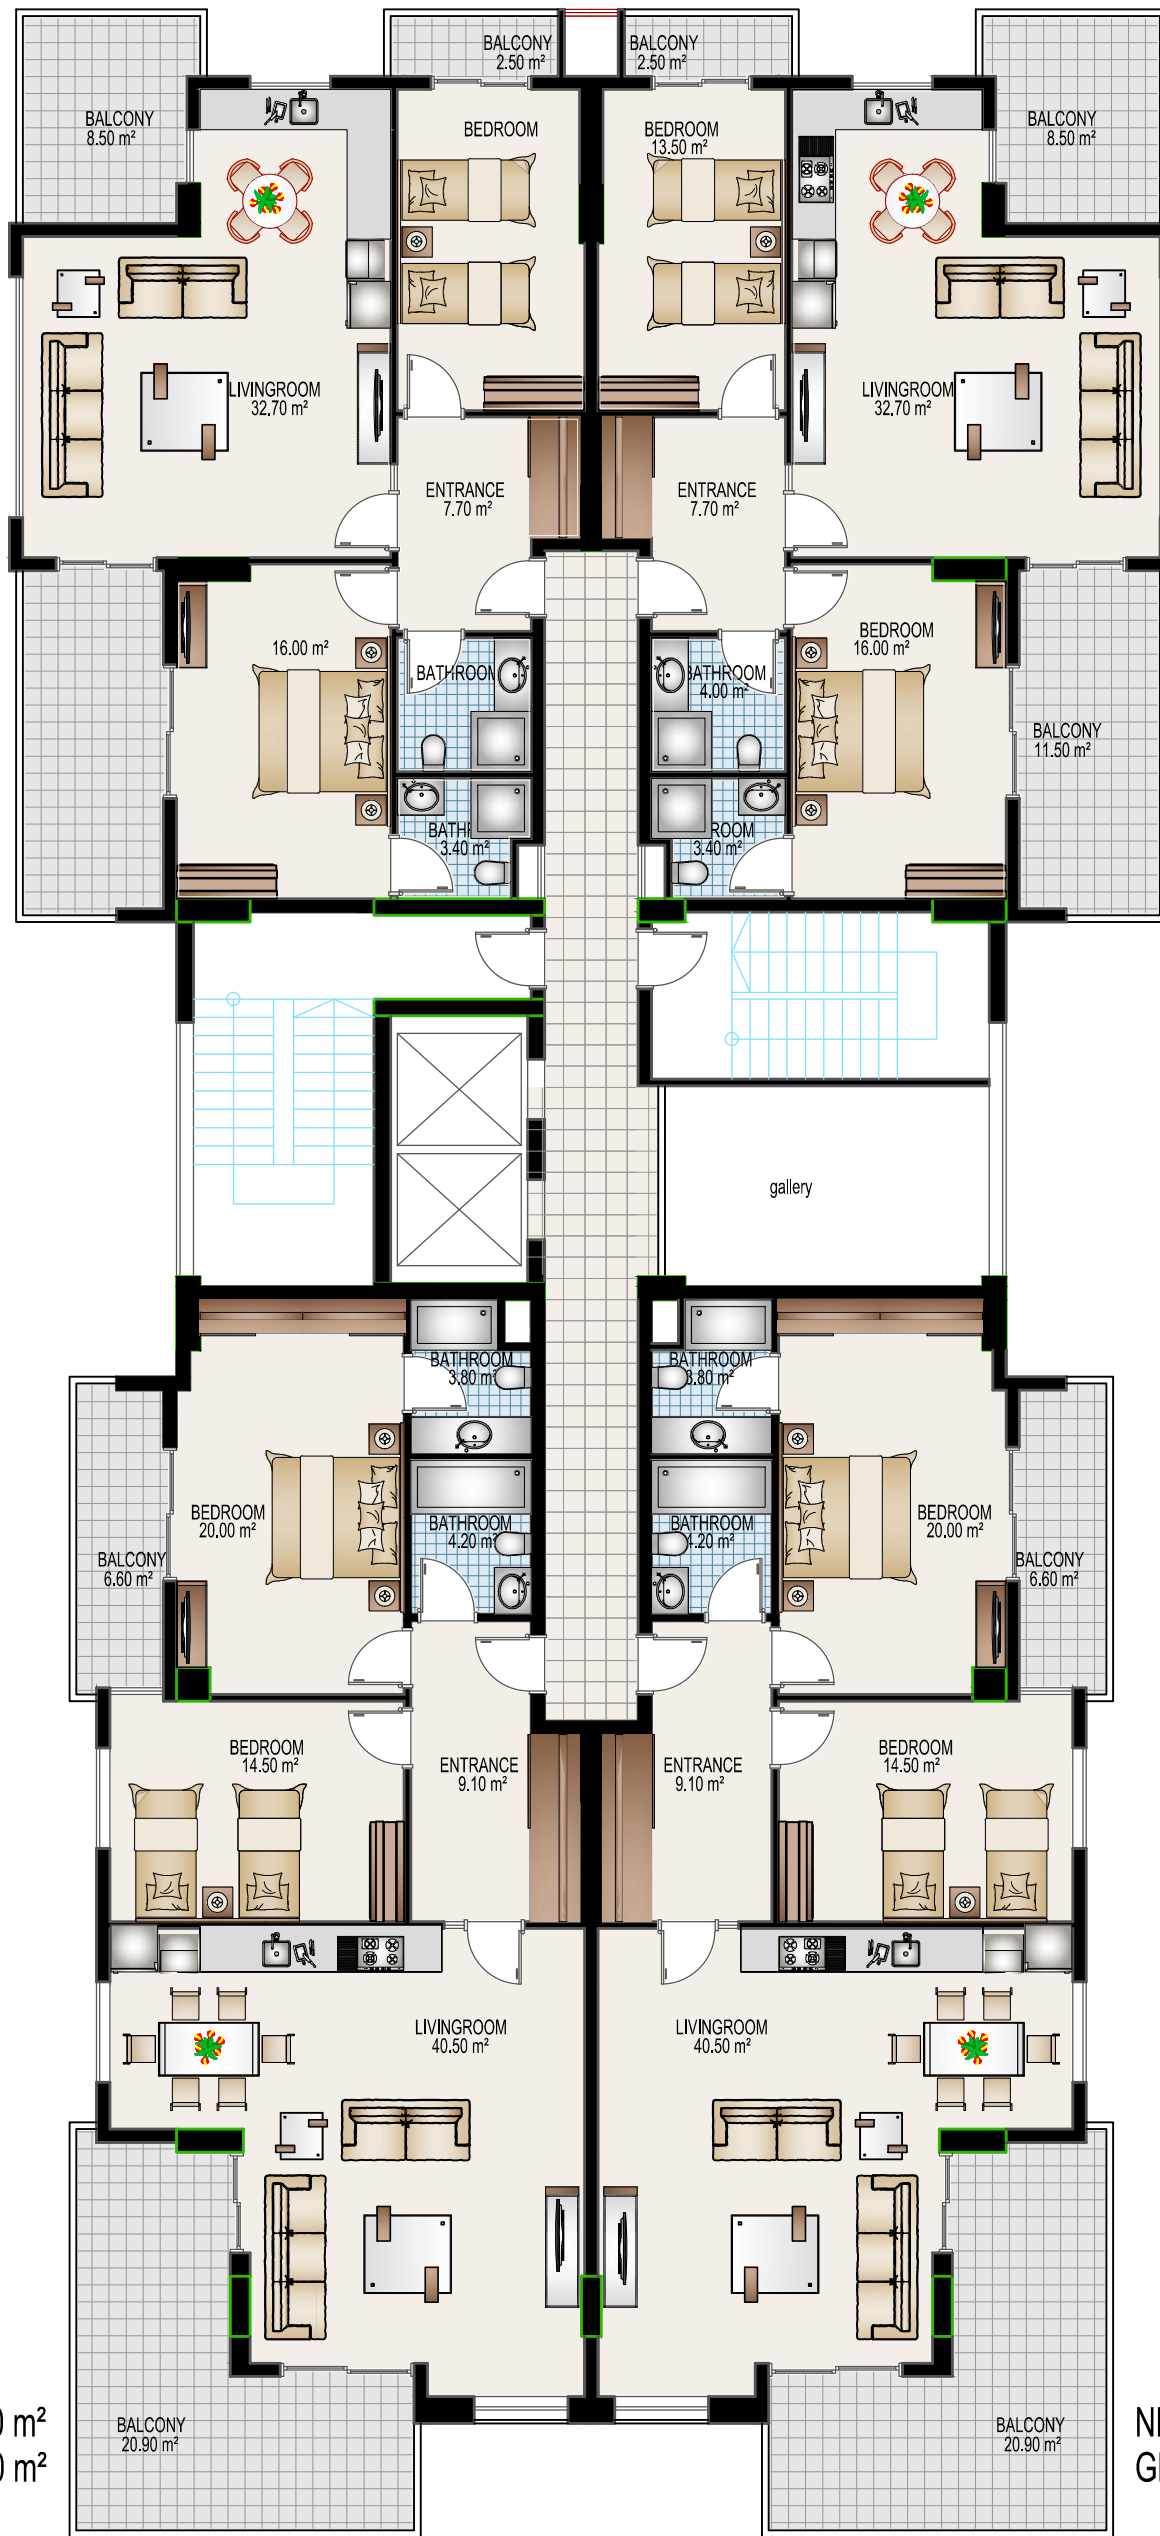 BALCONY
2.50 m²
BALCONY
2.50 m²
BALCONY
8.50 m²
BEDROOM
BEDROOM
13.50 m²
BALCONY
8.50 m²
LIVINGROOM
32.70 m²
LIVINGROOM
32.70 m²
ENTRANCE
7.70 m²
ENTRANCE
7.70 m²
16.00 m²
BATHROOM
BATHROOM
4.00 m²
BEDROOM
16.00 m²
BALCONY
11.50 m²
BATH
3.40 m²
ROOM
3.40 m²
gallery
BATHROOM
3.80 m²
BATHROOM
3.80 m²
BEDROOM
20.00 m²
BATHROOM
4.20 m²
BATHROOM
4.20 m²
BEDROOM
20.00 m²
BALCONY
6.60 m²
BALCONY
6.60 m²
BEDROOM
14.50 m²
ENTRANCE
9.10 m²
ENTRANCE
9.10 m²
BEDROOM
14.50 m²
LIVINGROOM
40.50 m²
LIVINGROOM
40.50 m²
BALCONY
20.90 m²
BALCONY
20.90 m²
0 m²
0 m²